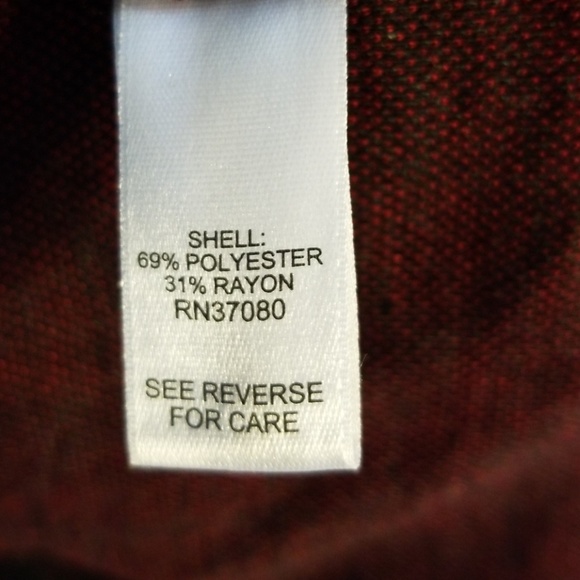 SHELL:
69% POLYESTER
31% RAYON
RN37080
SEE REVERSE
FOR CARE